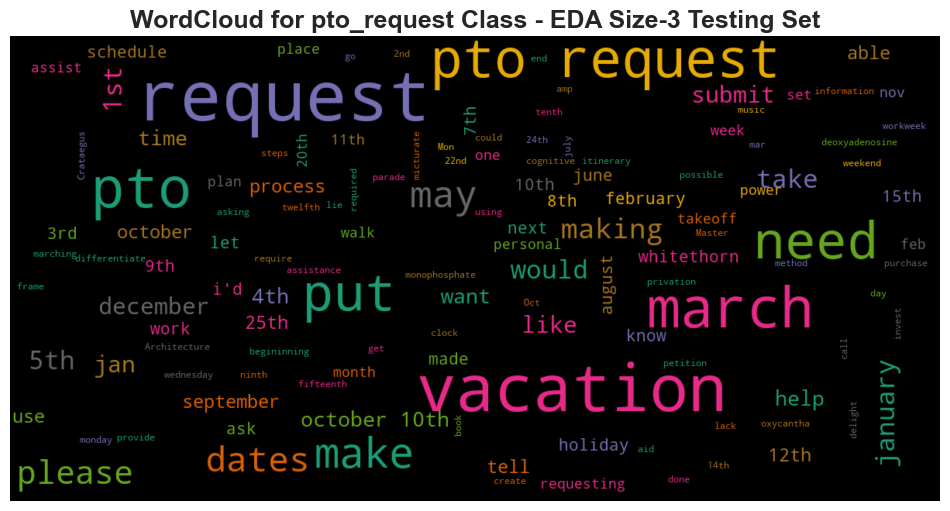 WordCloud for pto_request Class - EDA Size-3 Testing Set
schedule place go 2nd pto request end able
assist 1st request amp submit set information nov
tenth music
time 11th 20th micturate 7th could 24th july week mar workweek
Crataegus steps Mon 22nd one cognitive itinerary deoxyadenosine
weekend
pto plan process required parade may 10th june possible take
asking twelfth lie using 8th february power 15th
3rd october let walk next making takeoff need feb
marching differentiate personal Master
9th require assistance monophosphate would august whitethorn method purchase
frame i'd 4th put want privation march day
december Oct
work 25th clock like know invest
Architecture begininning made call
5th jan wednesday ninth get month vacation petition
fifteenth
use september october 10th help january
ask book lack oxycantha delight
monday provide holiday aid
please dates make tell 14th 12th
create requesting done